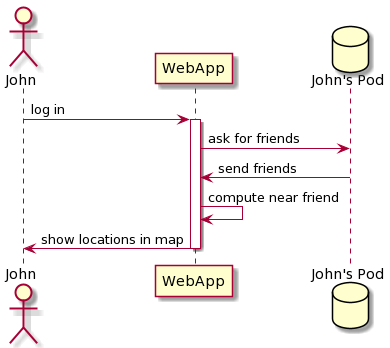 John
WebApp
John's Pod
log in
ask for friends
send friends
compute near friend
show locations in map
John
WebApp
John's Pod